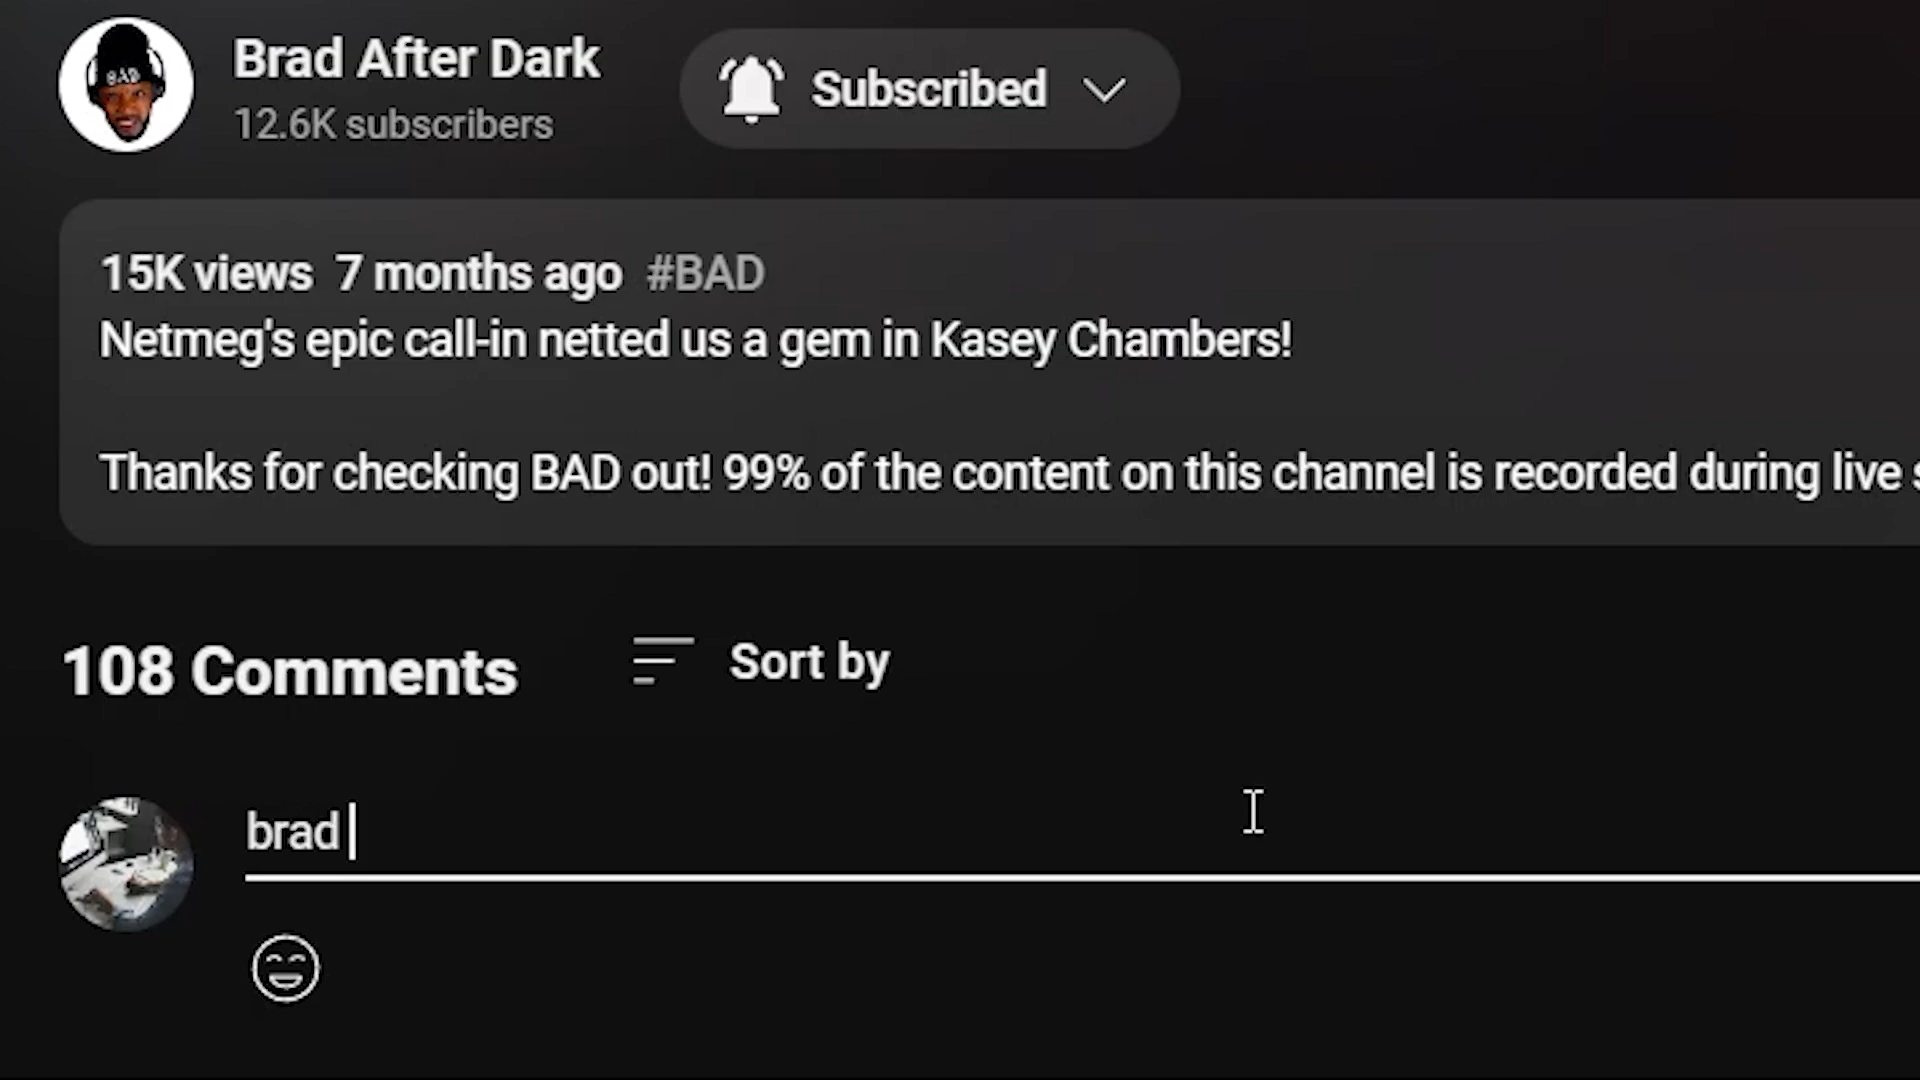 Brad After Dark
12.6K subscribers
Subscribed
15K views 7 months ago #BAD
Netmeg's epic call-in netted us a gem in Kasey Chambers!
Thanks for checking BAD out! 99% of the content on this channel is recorded during live
108 Comments
Sort by
brad
BAD